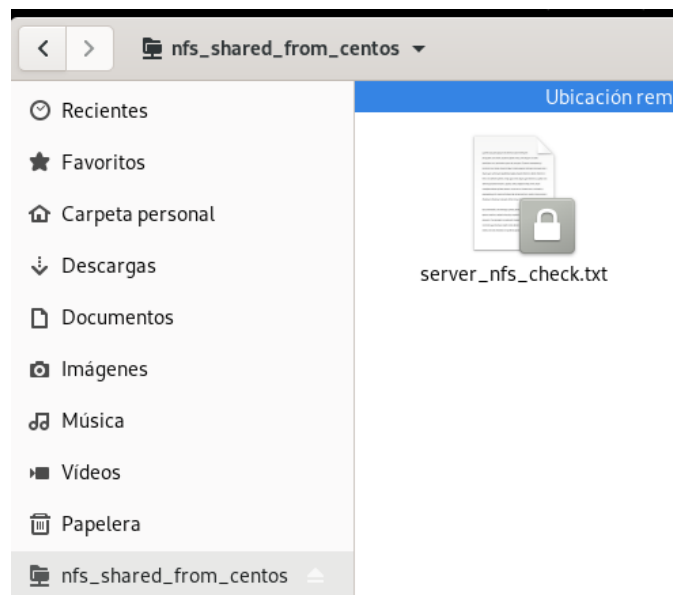 nfs_shared_from_centos
Recientes
Favoritos
Carpeta personal
Descargas
Documentos
Imágenes
Música
Vídeos
Papelera
nfs_shared_from_centos
Ubicación rem
server_nfs_check.txt